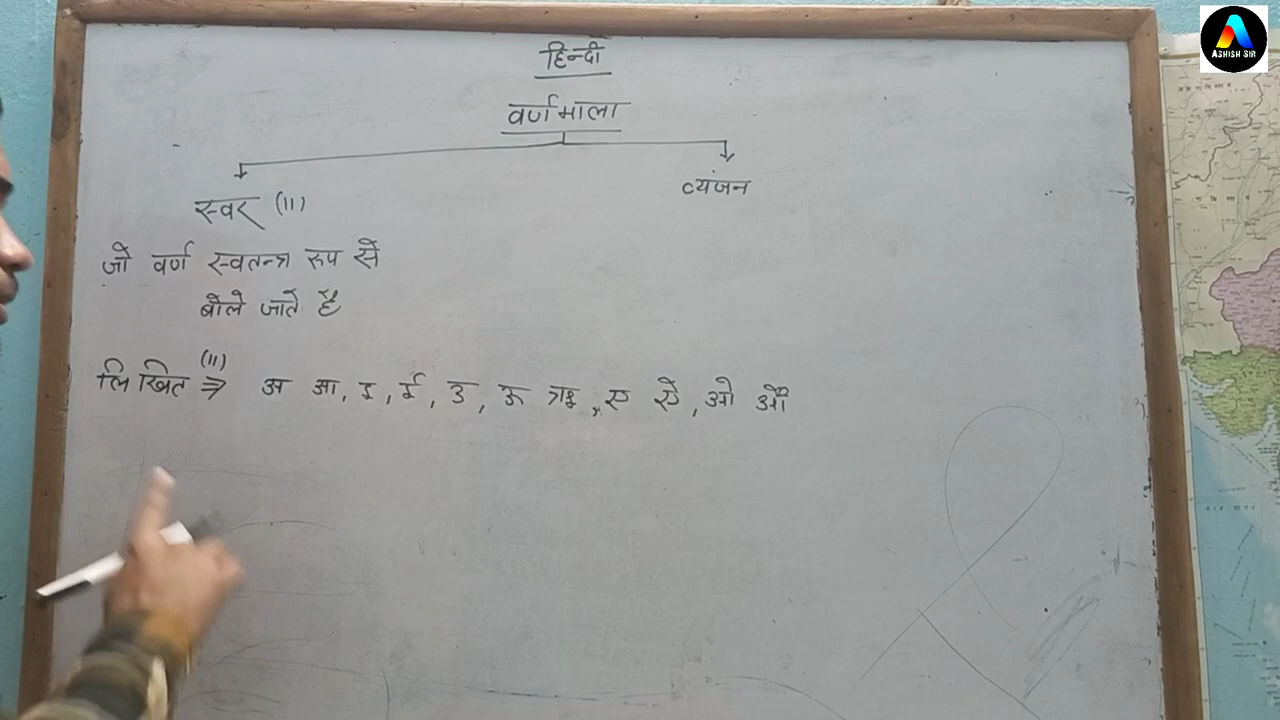 हिन्दी
वर्णमाला
स्वर (11)
व्यंजन
जो वर्ण स्वतन्त्र रूप से
बोले जाते है
(11)
लिखित ⇒ अ आ, इ, ई, उ, ऊ ऋ, ए ऐ, ओ औ
ASHISH SIR